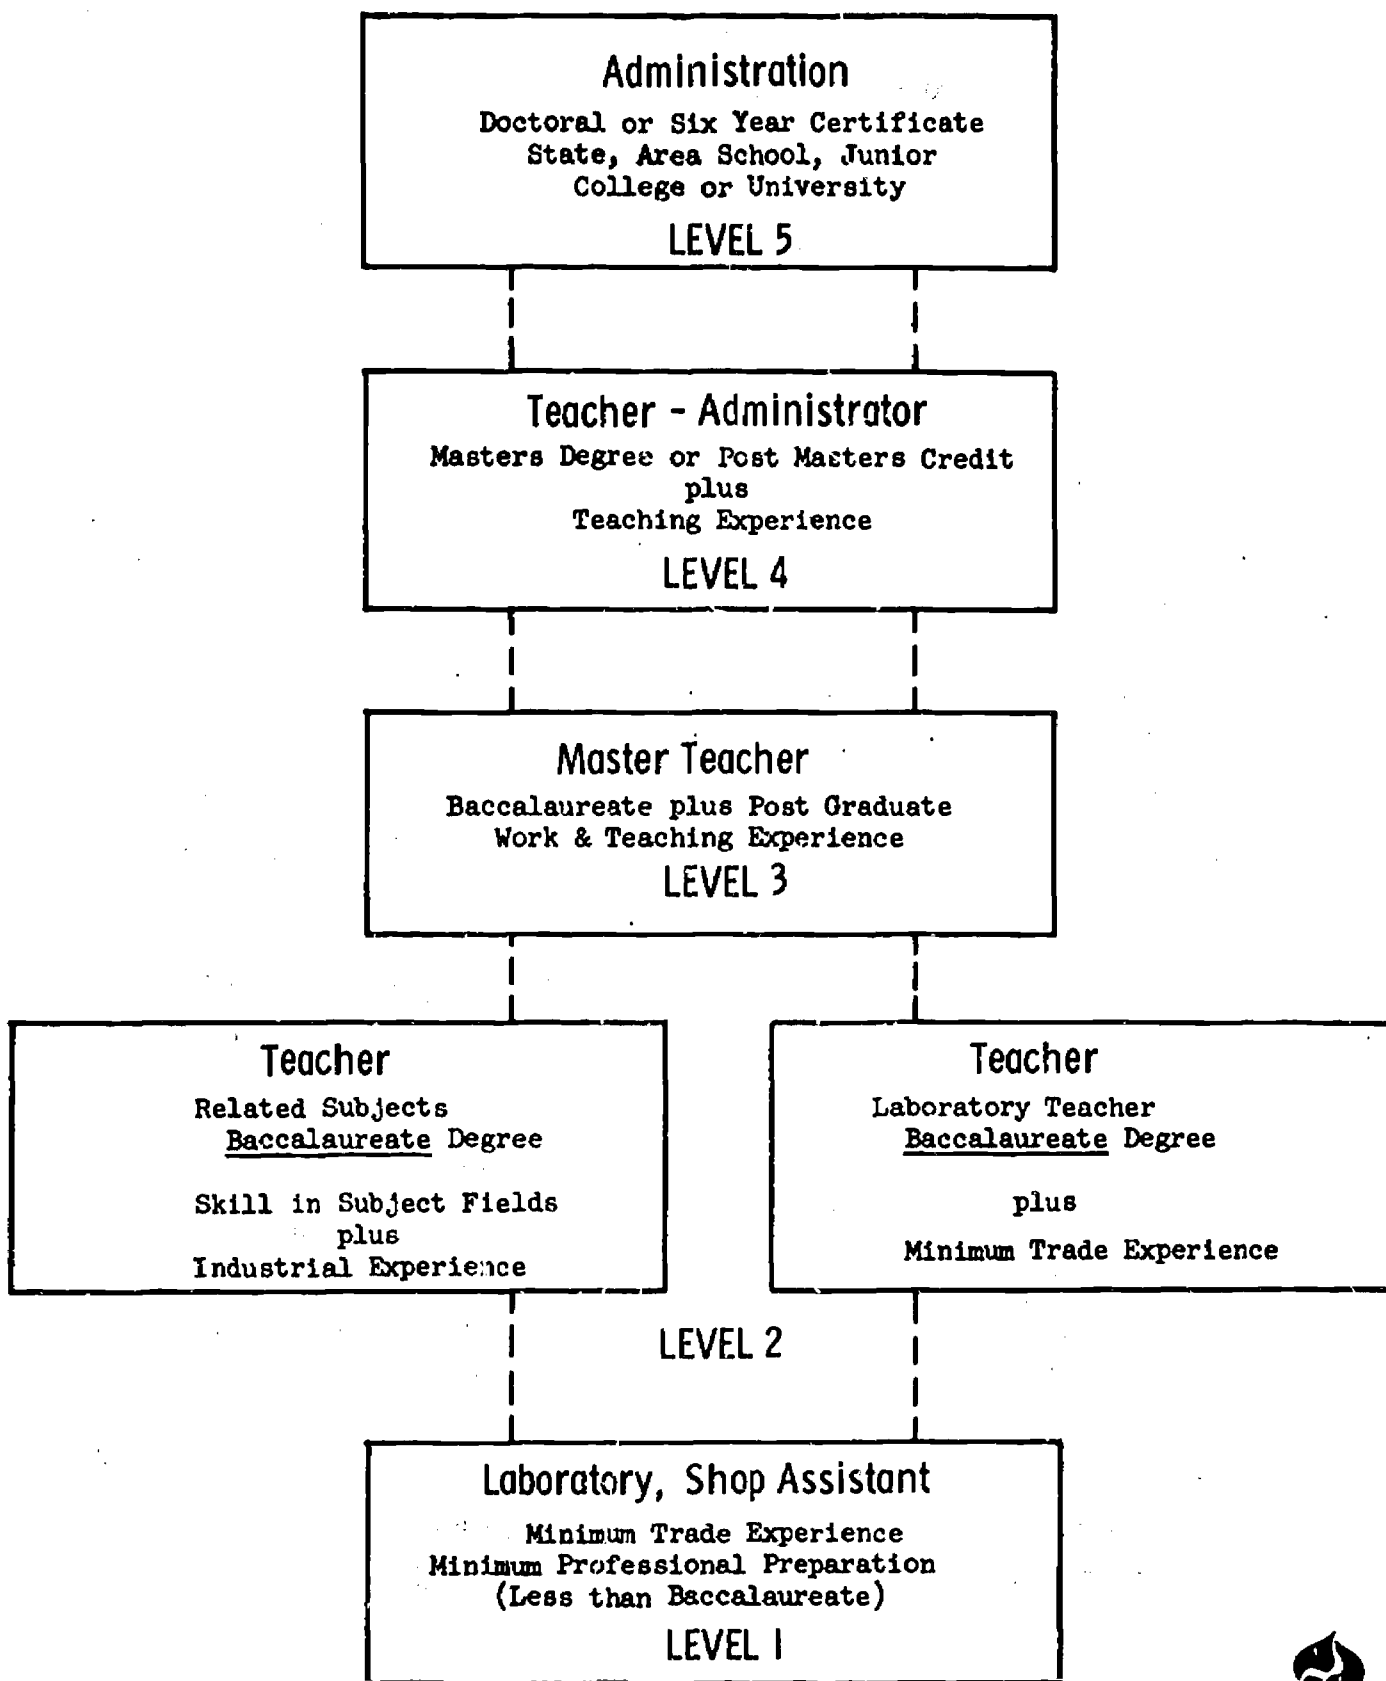 Administration
Doctoral or Six Year Certificate
State, Area School, Junior
College or University
LEVEL 5
Teacher - Administrator
Masters Degree or Post Masters Credit
plus
Teaching Experience
LEVEL 4
Master Teacher
Baccalaureate plus Post Graduate
Work & Teaching Experience
LEVEL 3
Teacher
Related Subjects
Baccalaureate Degree
Skill in Subject Fields
plus
Industrial Experience
Teacher
Laboratory Teacher
Baccalaureate Degree
plus
Minimum Trade Experience
LEVEL 2
Laboratory, Shop Assistant
Minimum Trade Experience
Minimum Professional Preparation
(Less than Baccalaureate)
LEVEL I